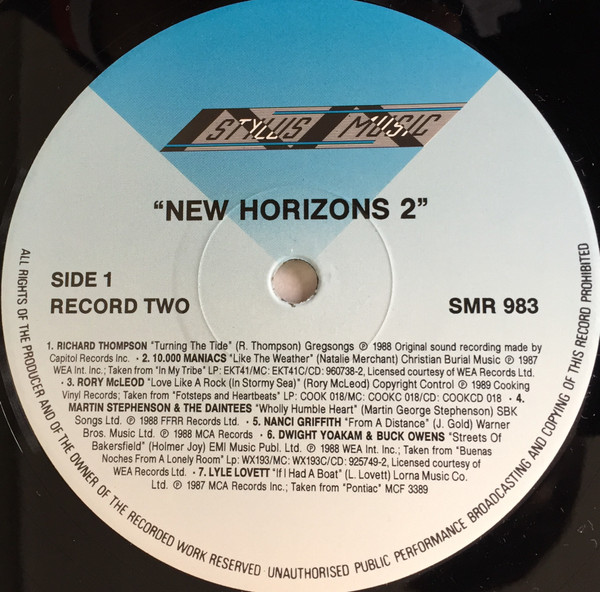 STYLUS MUSIC
"NEW HORIZONS 2"
SIDE 1
RECORD TWO
SMR 983
1. RICHARD THOMPSON "Turning The Tide" (R. Thompson) Gregsongs ℗ 1988 Original sound recording made by
Capitol Records Inc. · 2. 10.000 MANIACS "Like The Weather" (Natalie Merchant) Christian Burial Music ℗ 1987
WEA Int. Inc.; Taken from "In My Tribe" LP: EKT41/MC: EKT41C/CD: 960738-2, Licensed courtesy of WEA Records Ltd.
· 3. RORY McLEOD "Love Like A Rock (In Stormy Sea)" (Rory McLeod) Copyright Control ℗ 1989 Cooking
Vinyl Records; Taken from "Fotsteps and Heartbeats" LP: COOK 018/MC: COOKC 018/CD: COOKCD 018 · 4.
MARTIN STEPHENSON & THE DAINTEES "Wholly Humble Heart" (Martin George Stephenson) SBK
Songs Ltd. ℗ 1988 FFRR Records Ltd. · 5. NANCI GRIFFITH "From A Distance" (J. Gold) Warner
Bros. Music Ltd. ℗ 1988 MCA Records · 6. DWIGHT YOAKAM & BUCK OWENS "Streets Of
Bakersfield" (Holmer Joy) EMI Music Publ. Ltd. ℗ 1988 WEA Int. Inc.; Taken from "Buenas
Noches From A Lonely Room" Lp: WX193/MC: WX193C/CD: 925749-2, Licensed courtesy of
WEA Records Ltd. · 7. LYLE LOVETT "If I Had A Boat" (L. Lovett) Lorna Music Co.
Ltd. ℗ 1987 MCA Records Inc.; Taken from "Pontiac" MCF 3389
ALL RIGHTS OF THE PRODUCER AND OF THE OWNER OF THE RECORDED WORK RESERVED · UNAUTHORISED PUBLIC PERFORMANCE BROADCASTING AND COPYING OF THIS RECORD PROHIBITED